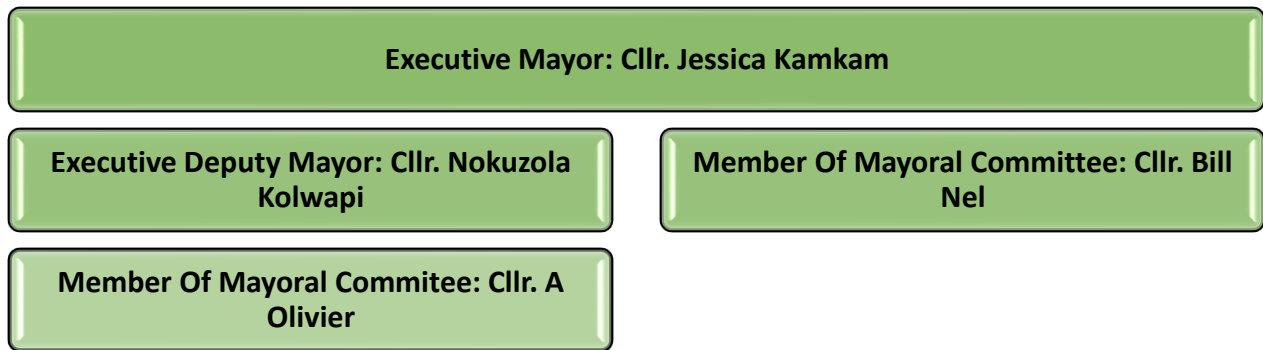 Executive Mayor: Cllr. Jessica Kamkam
Executive Deputy Mayor: Cllr. Nokuzola
Kolwapi
Member Of Mayoral Committee: Cllr. Bill
Nel
Member Of Mayoral Commitee: Cllr. A
Olivier